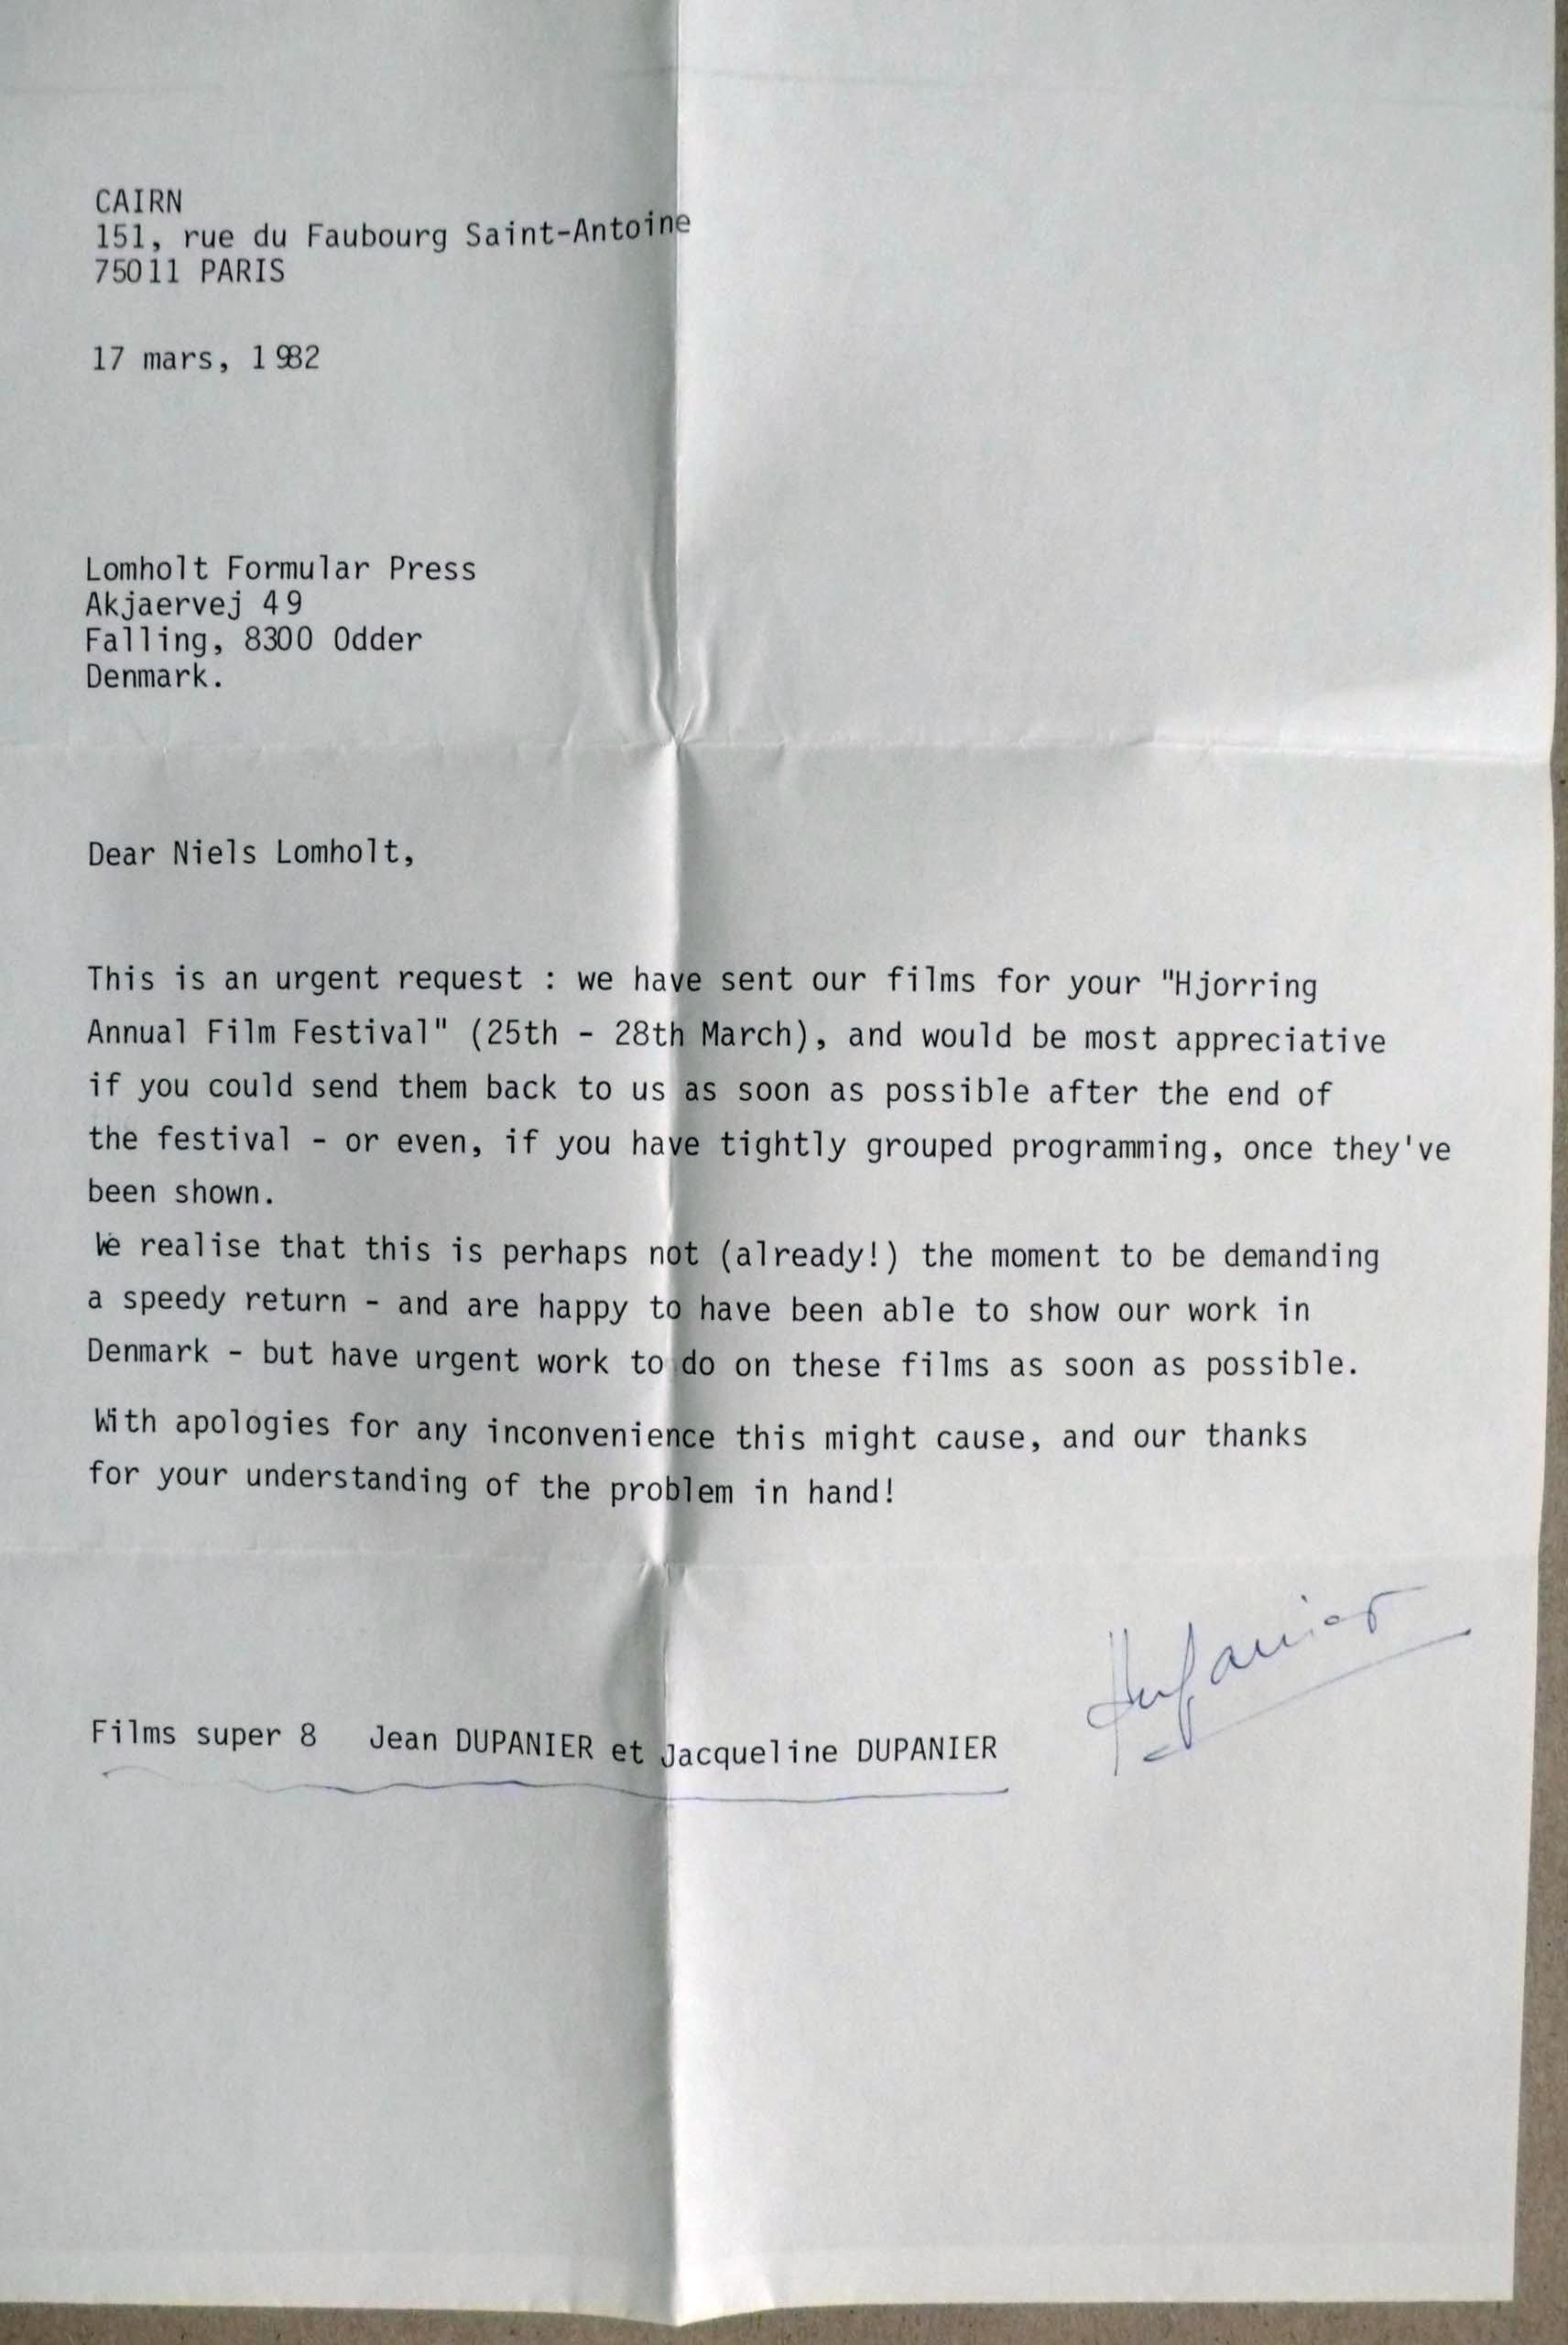 CAIRN
151, rue du Faubourg Saint-Antoine
75011 PARIS
17 mars, 1982
Lomholt Formular Press
Akjaervej 49
Falling, 8300 Odder
Denmark.
Dear Niels Lomholt,
This is an urgent request : we have sent our films for your "Hjorring
Annual Film Festival" (25th - 28th March), and would be most appreciative
if you could send them back to us as soon as possible after the end of
the festival - or even, if you have tightly grouped programming, once they've
been shown.
We realise that this is perhaps not (already!) the moment to be demanding
a speedy return - and are happy to have been able to show our work in
Denmark - but have urgent work to do on these films as soon as possible.
With apologies for any inconvenience this might cause, and our thanks
for your understanding of the problem in hand!
Dupanier
Films super 8 Jean DUPANIER et Jacqueline DUPANIER